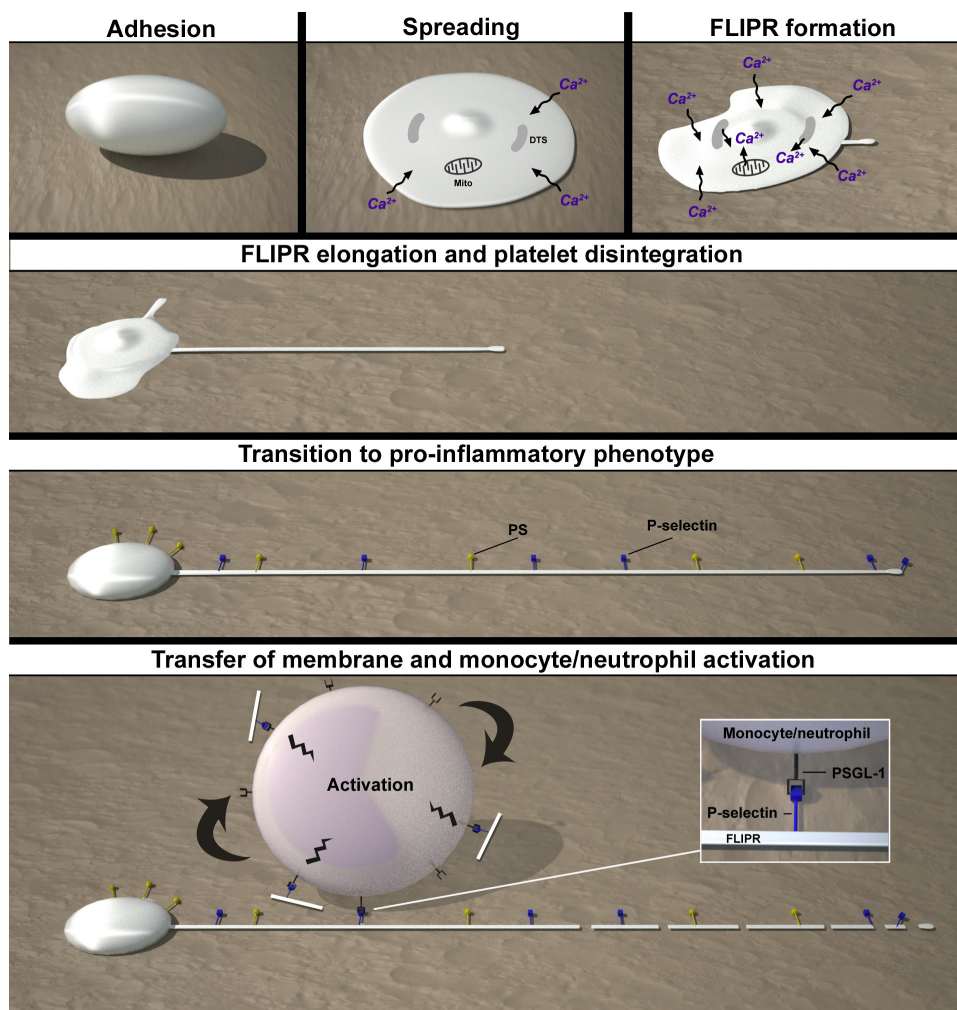 Adhesion
Spreading
FLIPR formation
Ca²⁺
DTS
Mito
Ca²⁺
Ca²⁺
Ca²⁺
Ca²⁺
Ca²⁺
Ca²⁺
Ca²⁺
Ca²⁺
Ca²⁺
FLIPR elongation and platelet disintegration
Transition to pro-inflammatory phenotype
PS
P-selectin
Transfer of membrane and monocyte/neutrophil activation
Activation
Monocyte/neutrophil
PSGL-1
P-selectin
FLIPR